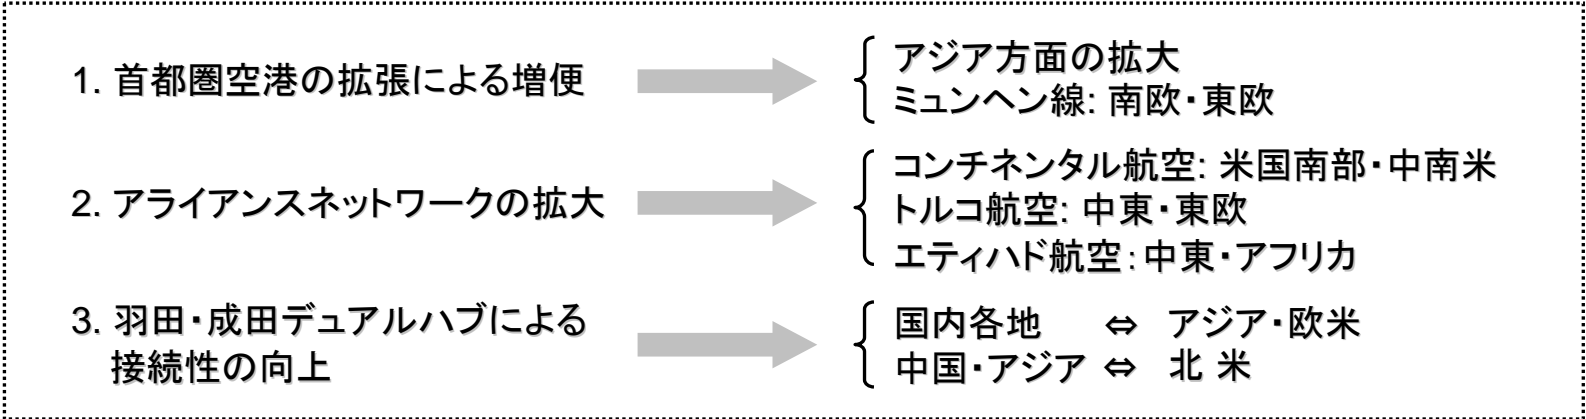 1. 首都圏空港の拡張による増便
アジア方面の拡大
ミュンヘン線: 南欧・東欧
2. アライアンスネットワークの拡大
コンチネンタル航空: 米国南部・中南米
トルコ航空: 中東・東欧
エティハド航空：中東・アフリカ
3. 羽田・成田デュアルハブによる
接続性の向上
国内各地 ⇔ アジア・欧米
中国・アジア ⇔ 北 米